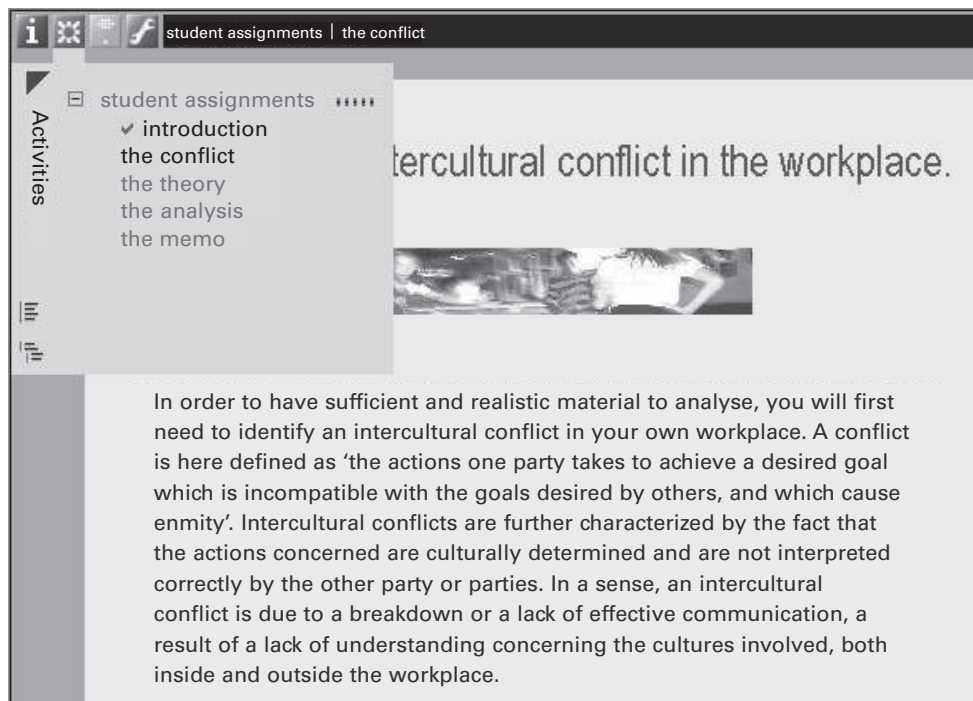 i
student assignments | the conflict
Activities
student assignments
introduction
the conflict
the theory
the analysis
the memo
tercultural conflict in the workplace.
In order to have sufficient and realistic material to analyse, you will first
need to identify an intercultural conflict in your own workplace. A conflict
is here defined as ‘the actions one party takes to achieve a desired goal
which is incompatible with the goals desired by others, and which cause
enmity’. Intercultural conflicts are further characterized by the fact that
the actions concerned are culturally determined and are not interpreted
correctly by the other party or parties. In a sense, an intercultural
conflict is due to a breakdown or a lack of effective communication, a
result of a lack of understanding concerning the cultures involved, both
inside and outside the workplace.